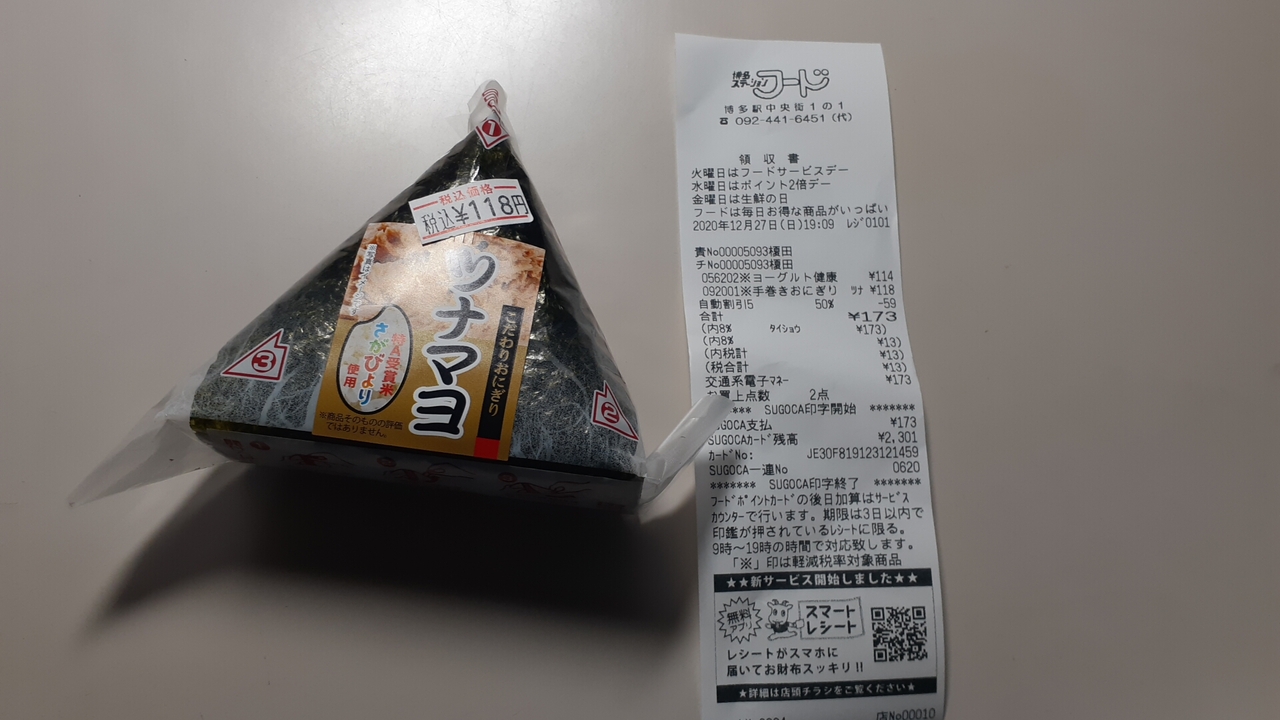 1
税込価格
税込¥118円
ツナマヨ
こだわりおにぎり
特A受賞米
さがびより
使用
※商品そのものの評価
ではありません。
3
2
博多
ステーション
フード
博多駅中央街1の1
☎ 092-441-6451 (代)
領 収 書
火曜日はフードサービスデー
水曜日はポイント2倍デー
金曜日は生鮮の日
フードは毎日お得な商品がいっぱい
2020年12月27日(日)19:09 レジ0101
責No00005093榎田
チNo00005093榎田
056202※ヨーグルト健康 ¥114
092001※手巻きおにぎり ツナ ¥118
自動割引5 50% -59
合計 ¥173
(内8% タイショウ ¥173)
(内8% ¥13)
(内税計 ¥13)
(税合計 ¥13)
交通系電子マネー ¥173
上点数 2点
**** SUGOCA印字開始 *******
SUGOCA支払 ¥173
SUGOCAカード残高 ¥2,301
カードNo: JE30F819123121459
SUGOCA一連No 0620
******* SUGOCA印字終了 *******
フードポイントカードの後日加算はサービス
カウンターで行います。期限は3日以内で
印鑑が押されているレシートに限る。
9時~19時の時間で対応致します。
「※」印は軽減税率対象商品
★★新サービス開始しました★★
無料
アプリ
スマート
レシート
レシートがスマホに
届いてお財布スッキリ!!
★詳細は店頭チラシをご覧ください★
店No00010